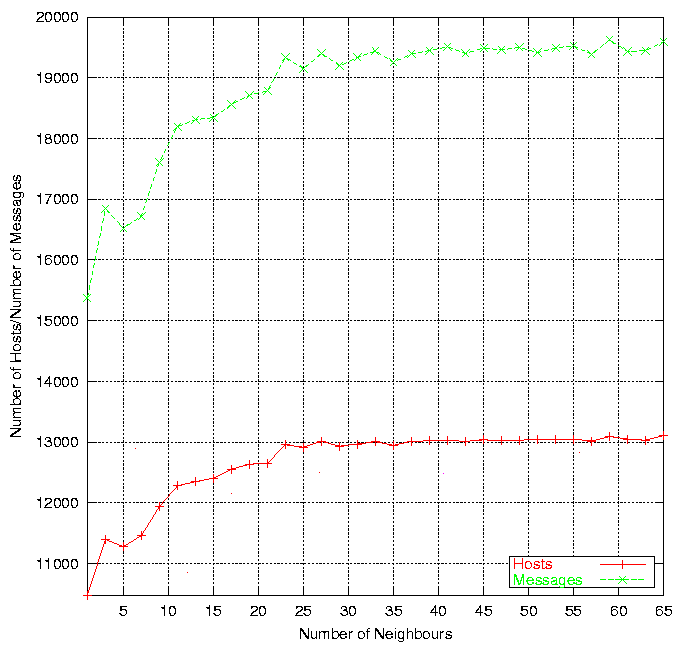 20000
19000
18000
17000
16000
15000
14000
13000
12000
11000
Number of Hosts/Number of Messages
Hosts
Messages
5 10 15 20 25 30 35 40 45 50 55 60 65
Number of Neighbours